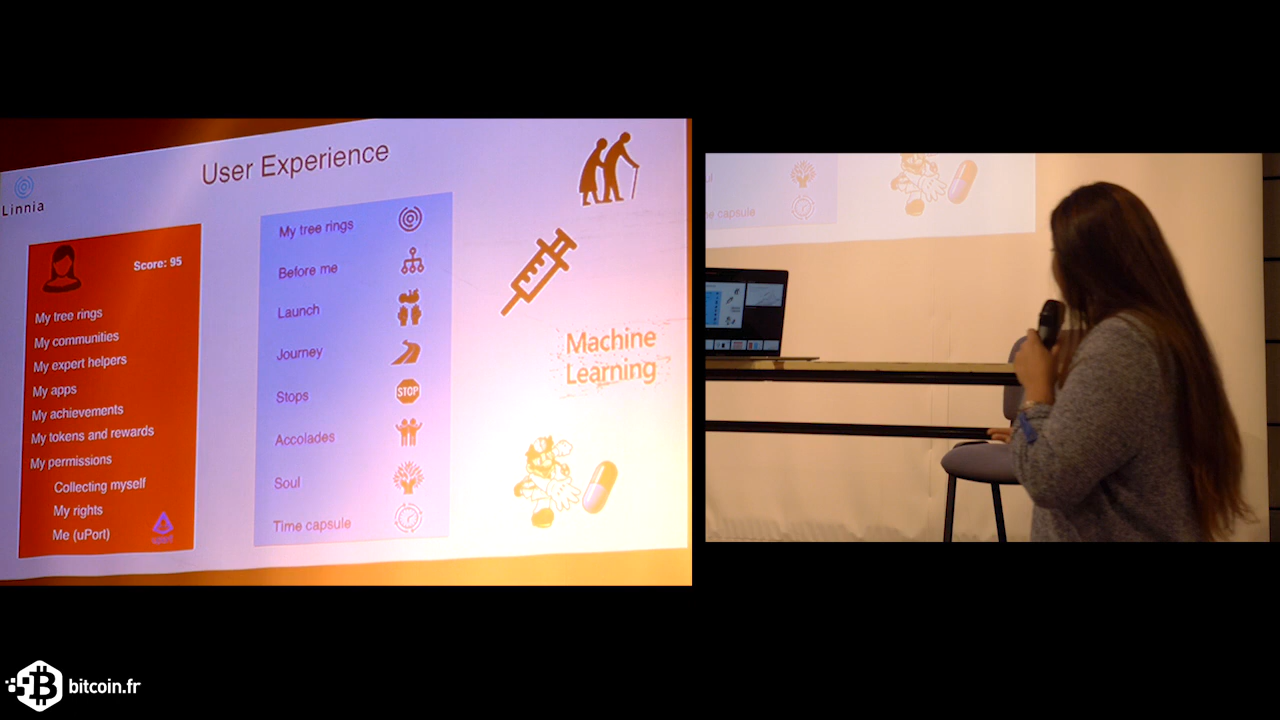 User Experience
Linnia
Score: 95
My tree rings
My communities
My expert helpers
My apps
My achievements
My tokens and rewards
My permissions
Collecting myself
My rights
Me (uPort)
uport
My tree rings
Before me
Launch
Journey
Stops
STOP
Accolades
Soul
Time capsule
Machine
Learning
me capsule
bitcoin.fr